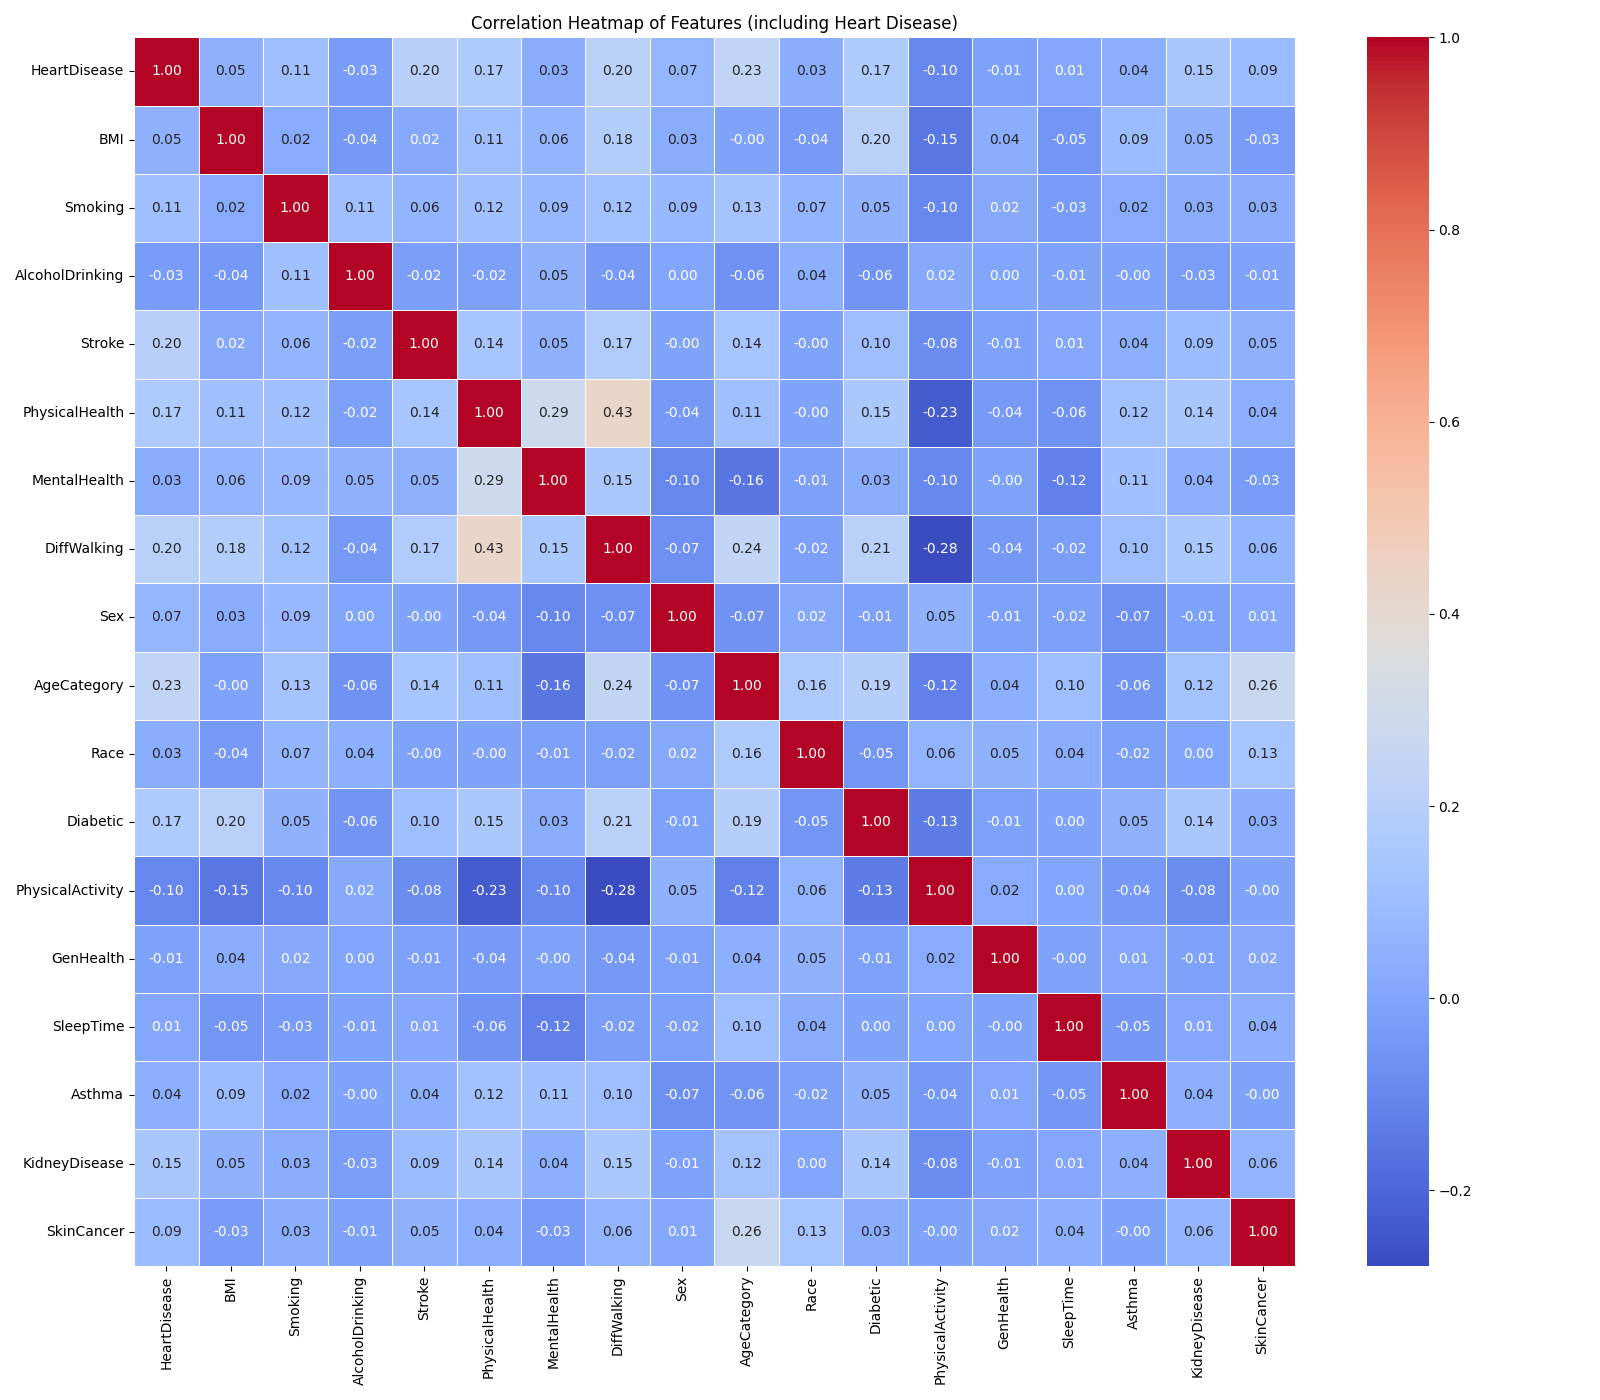 Correlation Heatmap of Features (including Heart Disease)
HeartDisease 1.00 0.05 0.11 -0.03 0.20 0.17 0.03 0.20 0.07 0.23 0.03 0.17 -0.10 -0.01 0.01 0.04 0.15 0.09
BMI 0.05 1.00 0.02 -0.04 0.02 0.11 0.06 0.18 0.03 -0.00 -0.04 0.20 -0.15 0.04 -0.05 0.09 0.05 -0.03
Smoking 0.11 0.02 1.00 0.11 0.06 0.12 0.09 0.12 0.09 0.13 0.07 0.05 -0.10 0.02 -0.03 0.02 0.03 0.03
AlcoholDrinking -0.03 -0.04 0.11 1.00 -0.02 -0.02 0.05 -0.04 0.00 -0.06 0.04 -0.06 0.02 0.00 -0.01 -0.00 -0.03 -0.01
Stroke 0.20 0.02 0.06 -0.02 1.00 0.14 0.05 0.17 -0.00 0.14 -0.00 0.10 -0.08 -0.01 0.01 0.04 0.09 0.05
PhysicalHealth 0.17 0.11 0.12 -0.02 0.14 1.00 0.29 0.43 -0.04 0.11 -0.00 0.15 -0.23 -0.04 -0.06 0.12 0.14 0.04
MentalHealth 0.03 0.06 0.09 0.05 0.05 0.29 1.00 0.15 -0.10 -0.16 -0.01 0.03 -0.10 -0.00 -0.12 0.11 0.04 -0.03
DiffWalking 0.20 0.18 0.12 -0.04 0.17 0.43 0.15 1.00 -0.07 0.24 -0.02 0.21 -0.28 -0.04 -0.02 0.10 0.15 0.06
Sex 0.07 0.03 0.09 0.00 -0.00 -0.04 -0.10 -0.07 1.00 -0.07 0.02 -0.01 0.05 -0.01 -0.02 -0.07 -0.01 0.01
AgeCategory 0.23 -0.00 0.13 -0.06 0.14 0.11 -0.16 0.24 -0.07 1.00 0.16 0.19 -0.12 0.04 0.10 -0.06 0.12 0.26
Race 0.03 -0.04 0.07 0.04 -0.00 -0.00 -0.01 -0.02 0.02 0.16 1.00 -0.05 0.06 0.05 0.04 -0.02 0.00 0.13
Diabetic 0.17 0.20 0.05 -0.06 0.10 0.15 0.03 0.21 -0.01 0.19 -0.05 1.00 -0.13 -0.01 0.00 0.05 0.14 0.03
PhysicalActivity -0.10 -0.15 -0.10 0.02 -0.08 -0.23 -0.10 -0.28 0.05 -0.12 0.06 -0.13 1.00 0.02 0.00 -0.04 -0.08 -0.00
GenHealth -0.01 0.04 0.02 0.00 -0.01 -0.04 -0.00 -0.04 -0.01 0.04 0.05 -0.01 0.02 1.00 -0.00 0.01 -0.01 0.02
SleepTime 0.01 -0.05 -0.03 -0.01 0.01 -0.06 -0.12 -0.02 -0.02 0.10 0.04 0.00 0.00 -0.00 1.00 -0.05 0.01 0.04
Asthma 0.04 0.09 0.02 -0.00 0.04 0.12 0.11 0.10 -0.07 -0.06 -0.02 0.05 -0.04 0.01 -0.05 1.00 0.04 -0.00
KidneyDisease 0.15 0.05 0.03 -0.03 0.09 0.14 0.04 0.15 -0.01 0.12 0.00 0.14 -0.08 -0.01 0.01 0.04 1.00 0.06
SkinCancer 0.09 -0.03 0.03 -0.01 0.05 0.04 -0.03 0.06 0.01 0.26 0.13 0.03 -0.00 0.02 0.04 -0.00 0.06 1.00
HeartDisease
BMI
Smoking
AlcoholDrinking
Stroke
PhysicalHealth
MentalHealth
DiffWalking
Sex
AgeCategory
Race
Diabetic
PhysicalActivity
GenHealth
SleepTime
Asthma
KidneyDisease
SkinCancer
1.0
0.8
0.6
0.4
0.2
0.0
−0.2